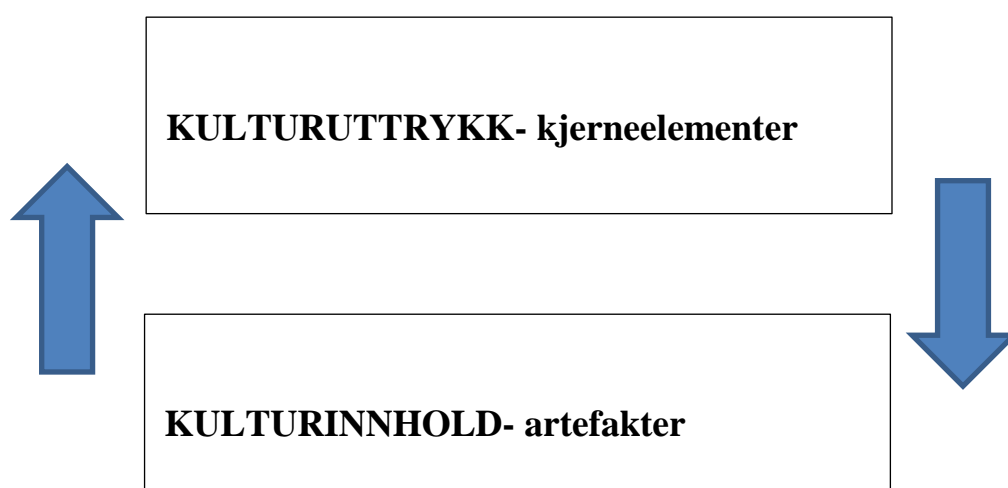 KULTURUTTRYKK- kjerneelementer
KULTURINNHOLD- artefakter